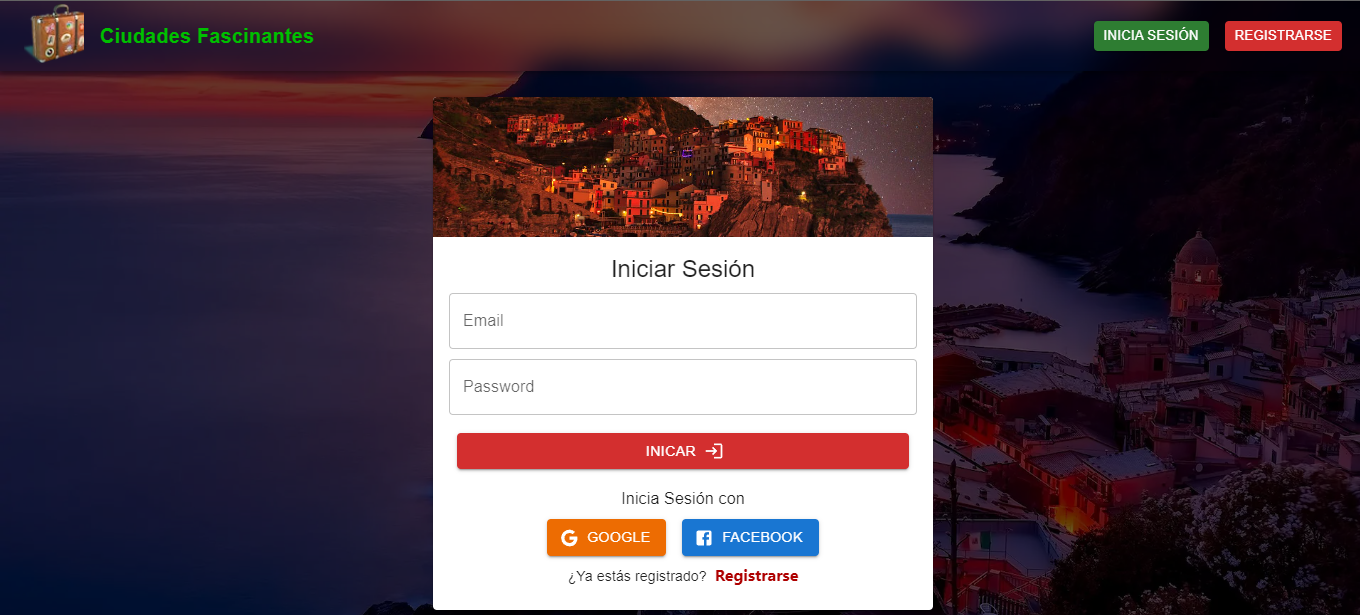 Ciudades Fascinantes
INICIA SESIÓN
REGISTRARSE
Iniciar Sesión
Email
Password
INICAR
Inicia Sesión con
GOOGLE
FACEBOOK
¿Ya estás registrado? Registrarse